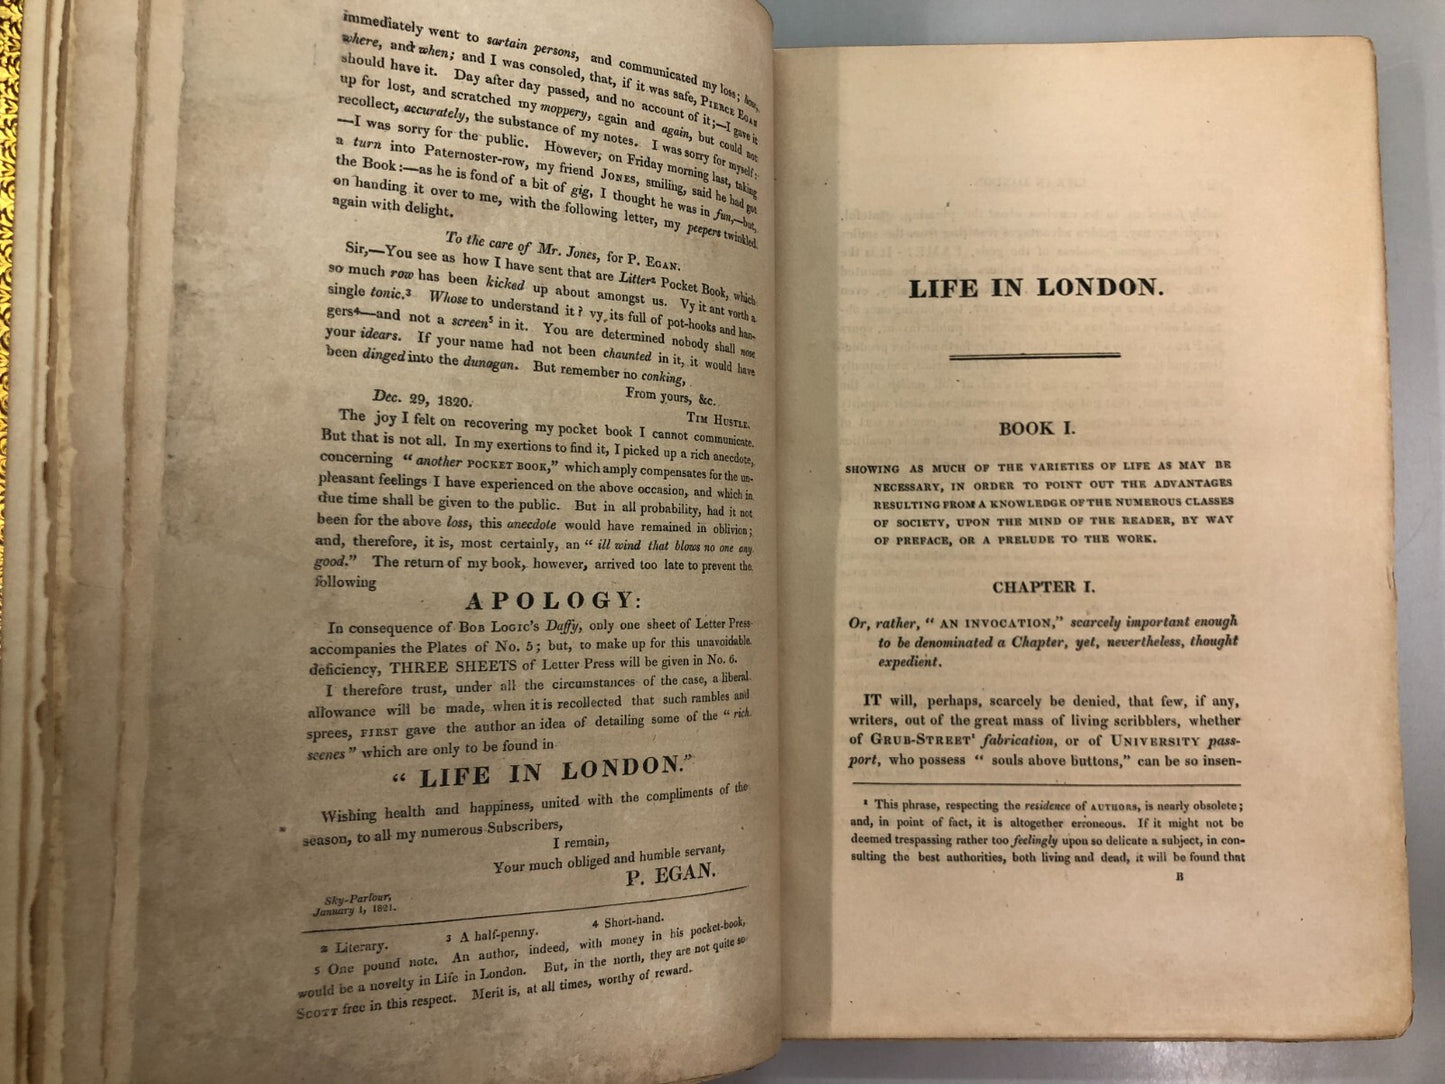 immediately went to sartain persons, and communicated my loss; how,
where, and when; and I was consoled, that, if it was safe, PIERCE EGAN
should have it. Day after day passed, and no account of it;—I gave it
up for lost, and scratched my moppery, again and again, but could not
recollect, accurately, the substance of my notes. I was sorry for myself:
—I was sorry for the public. However, on Friday morning last, taking
a turn into Paternoster-row, my friend JONES, smiling, said he had got
the Book:—as he is fond of a bit of gig, I thought he was in fun,—but,
on handing it over to me, with the following letter, my peepers twinkled
again with delight.
To the care of Mr. Jones, for P. EGAN.
Sir,—You see as how I have sent that are Litter² Pocket Book, which
so much row has been kicked up about amongst us. Vy it ant vorth a
single tonic.³ Whose to understand it? vy, its full of pot-hooks and han-
gers⁴—and not a screen⁵ in it. You are determined nobody shall nose
your idears. If your name had not been chaunted in it, it would have
been dinged into the dunagan. But remember no conking,
From yours, &c.
Dec. 29, 1820.
TIM HUSTLE.
The joy I felt on recovering my pocket book I cannot communicate.
But that is not all. In my exertions to find it, I picked up a rich anecdote,
concerning "another POCKET BOOK," which amply compensates for the un-
pleasant feelings I have experienced on the above occasion, and which in
due time shall be given to the public. But in all probability, had it not
been for the above loss, this anecdote would have remained in oblivion;
and, therefore, it is, most certainly, an "ill wind that blows no one any
good." The return of my book, however, arrived too late to prevent the
following
APOLOGY:
In consequence of BOB LOGIC's Daffy, only one sheet of Letter Press
accompanies the Plates of No. 5; but, to make up for this unavoidable
deficiency, THREE SHEETS of Letter Press will be given in No. 6.
I therefore trust, under all the circumstances of the case, a liberal
allowance will be made, when it is recollected that such rambles and
sprees, FIRST gave the author an idea of detailing some of the "rich
scenes" which are only to be found in
"LIFE IN LONDON."
Wishing health and happiness, united with the compliments of the
season, to all my numerous Subscribers,
I remain,
Your much obliged and humble servant,
P. EGAN.
Sky-Parlour,
January 1, 1821.
2 Literary. 3 A half-penny. 4 Short-hand.
5 One pound note. An author, indeed, with money in his pocket-book,
would be a novelty in Life in London. But, in the north, they are not quite so
SCOTT free in this respect. Merit is, at all times, worthy of reward.
LIFE IN LONDON.
BOOK I.
SHOWING AS MUCH OF THE VARIETIES OF LIFE AS MAY BE
NECESSARY, IN ORDER TO POINT OUT THE ADVANTAGES
RESULTING FROM A KNOWLEDGE OF THE NUMEROUS CLASSES
OF SOCIETY, UPON THE MIND OF THE READER, BY WAY
OF PREFACE, OR A PRELUDE TO THE WORK.
CHAPTER I.
Or, rather, "AN INVOCATION," scarcely important enough
to be denominated a Chapter, yet, nevertheless, thought
expedient.
IT will, perhaps, scarcely be denied, that few, if any,
writers, out of the great mass of living scribblers, whether
of GRUB-STREET¹ fabrication, or of UNIVERSITY pass-
port, who possess "souls above buttons," can be so insen-
¹ This phrase, respecting the residence of AUTHORS, is nearly obsolete;
and, in point of fact, it is altogether erroneous. If it might not be
deemed trespassing rather too feelingly upon so delicate a subject, in con-
sulting the best authorities, both living and dead, it will be found that
B